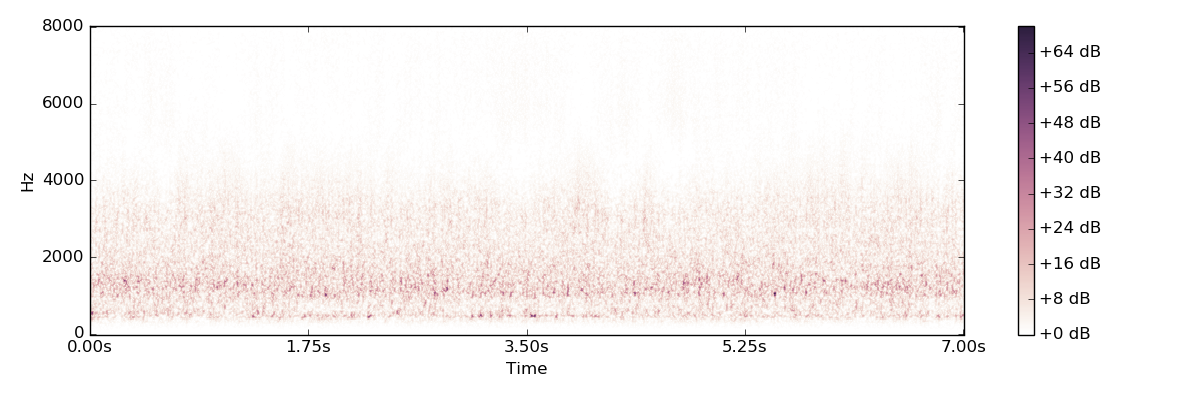 8000
6000
4000
2000
0
Hz
0.00s 1.75s 3.50s 5.25s 7.00s
Time
+64 dB
+56 dB
+48 dB
+40 dB
+32 dB
+24 dB
+16 dB
+8 dB
+0 dB